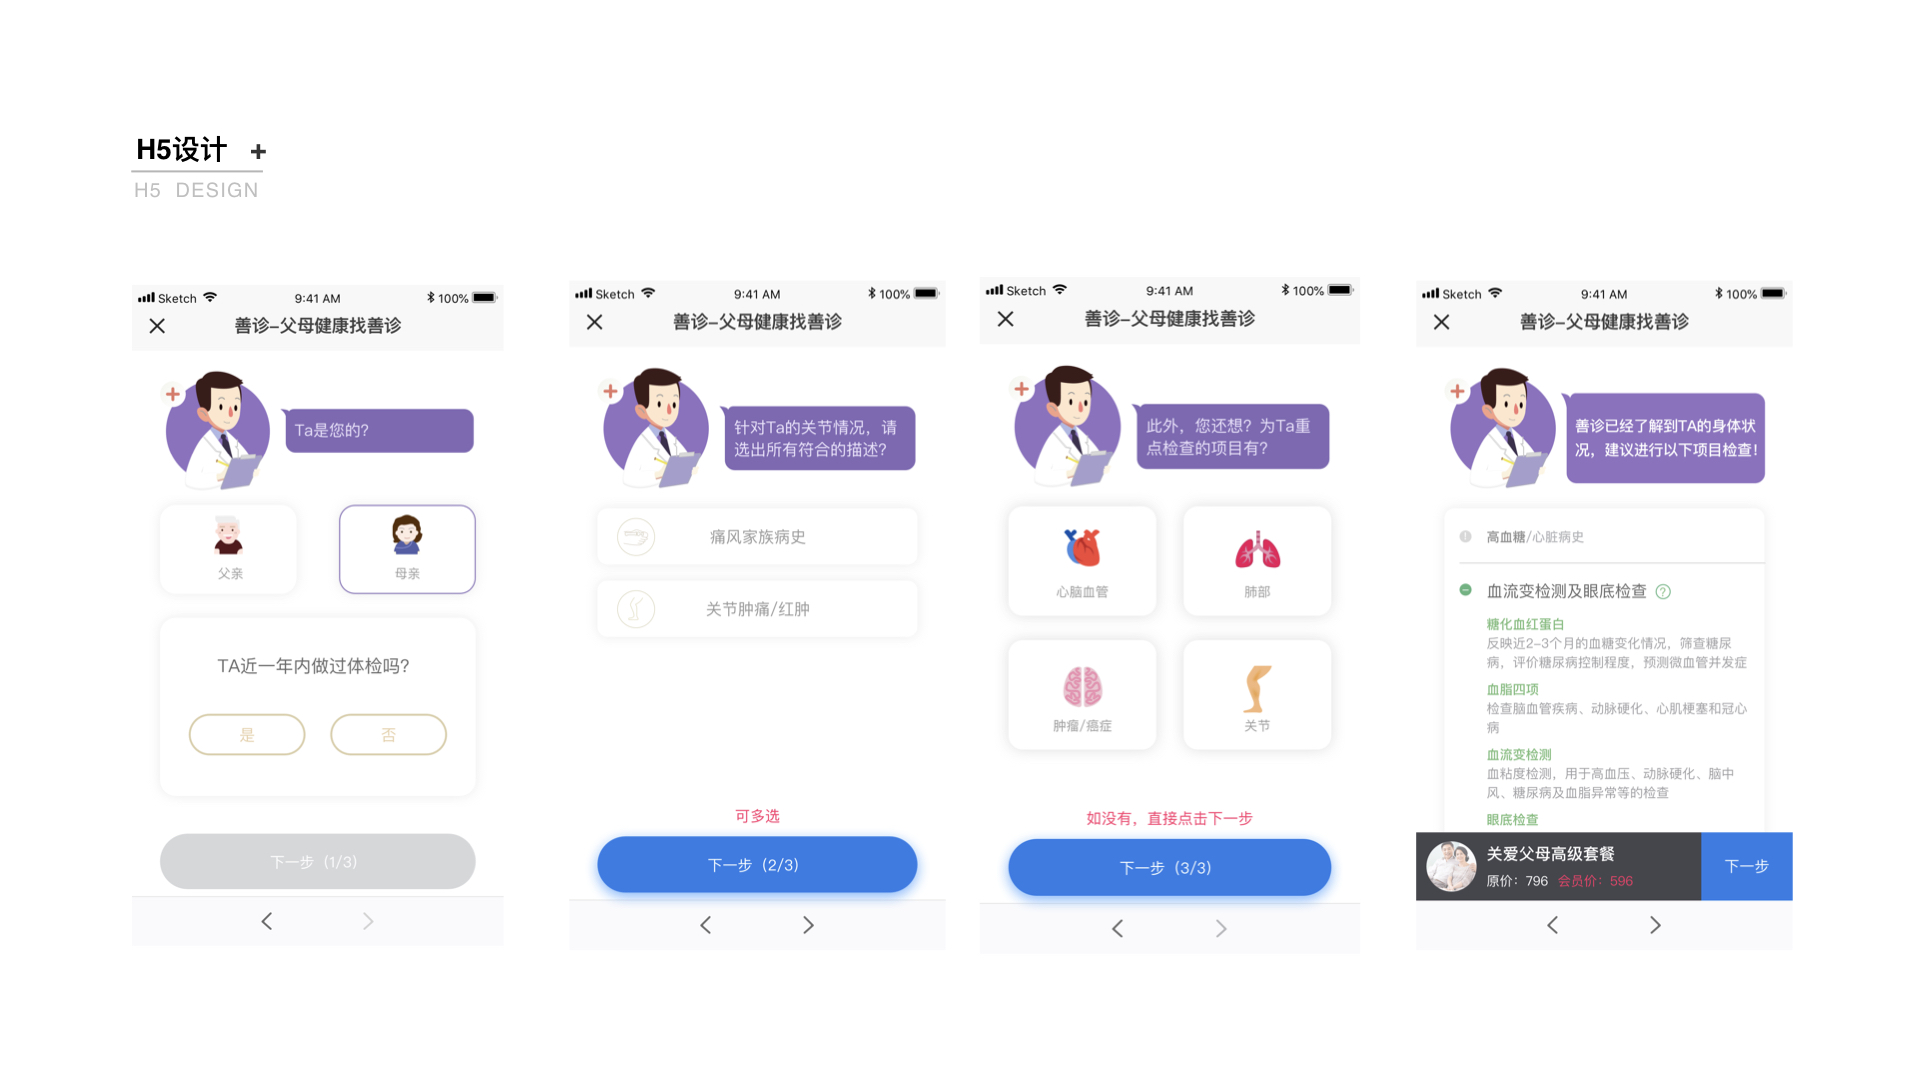 H5设计 +
H5 DESIGN
Sketch 9:41 AM 100%
善诊-父母健康找善诊
Ta是您的?
父亲
母亲
TA近一年内做过体检吗?
是
否
下一步（1/3）
Sketch 9:41 AM 100%
善诊-父母健康找善诊
针对Ta的关节情况，请
选出所有符合的描述?
痛风家族病史
关节肿痛/红肿
可多选
下一步（2/3）
Sketch 9:41 AM 100%
善诊-父母健康找善诊
此外，您还想？为Ta重
点检查的项目有?
心脑血管
肺部
肿瘤/癌症
关节
如没有，直接点击下一步
下一步（3/3）
Sketch 9:41 AM 100%
善诊-父母健康找善诊
善诊已经了解到TA的身体状
况，建议进行以下项目检查!
高血糖/心脏病史
血流变检测及眼底检查 ?
糖化血红蛋白
反映近2-3个月的血糖变化情况，筛查糖尿
病，评价糖尿病控制程度，预测微血管并发症
血脂四项
检查脑血管疾病、动脉硬化、心肌梗塞和冠心
病
血流变检测
血粘度检测，用于高血压、动脉硬化、脑中
风、糖尿病及血脂异常等的检查
眼底检查
关爱父母高级套餐
原价：796 会员价：596
下一步